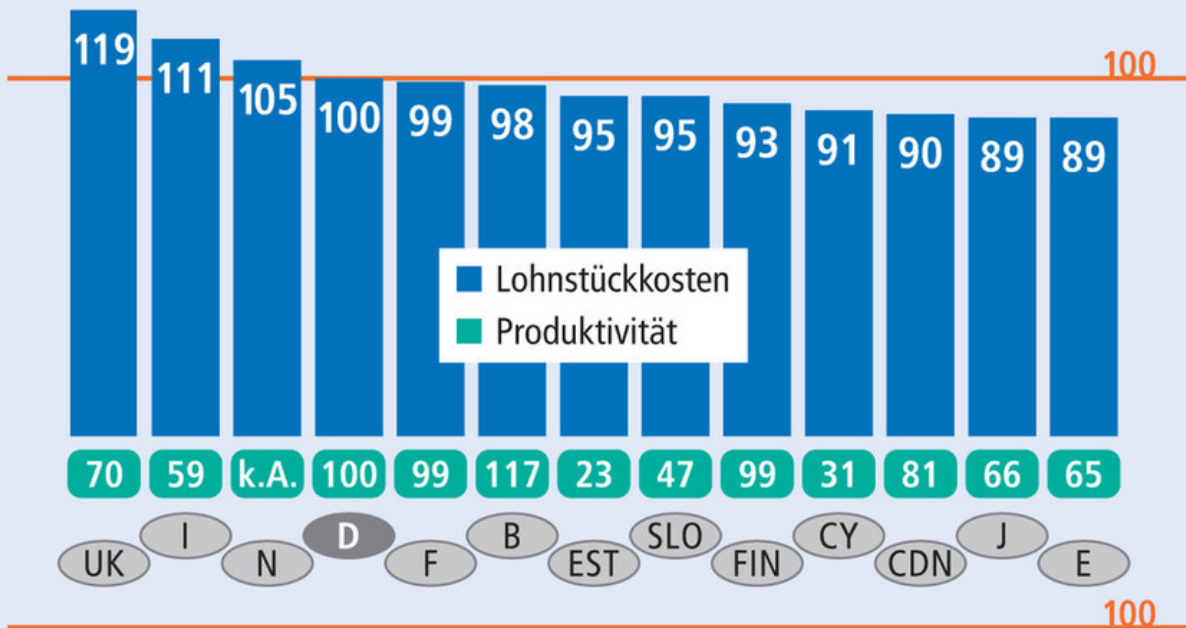 100
119 111 105 100 99 98 95 95 93 91 90 89 89
Lohnstückkosten
Produktivität
70 59 k.A. 100 99 117 23 47 99 31 81 66 65
I D B SLO CY J
UK N F EST FIN CDN E
100